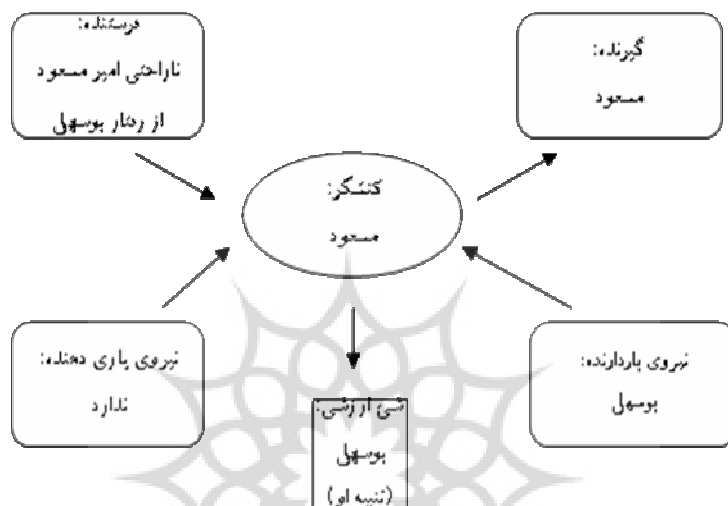 گیرنده:
مسعود
فرستنده:
ناراحتی امیر مسعود
از رفتار بوسهل
کنشگر:
مسعود
نیروی بازدارنده:
بوسهل
نیروی یاری دهنده:
ندارد
شیء ارزشی:
بوسهل
(تنبیه او)